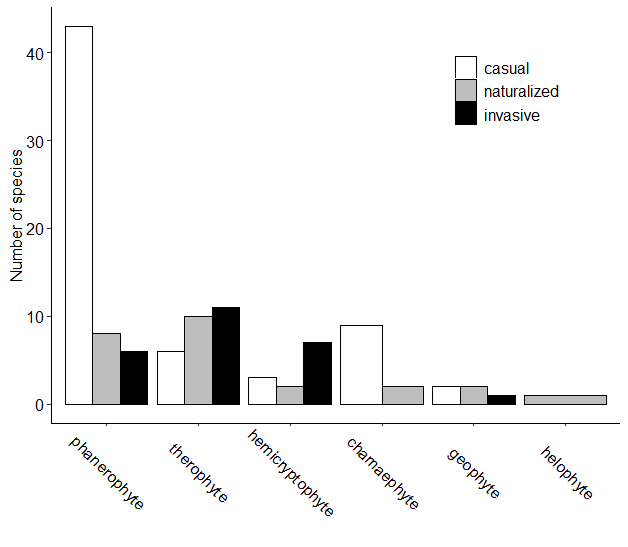 Number of species
40
30
20
10
0
casual
naturalized
invasive
phanerophyte
therophyte
hemicryptophyte
chamaephyte
geophyte
helophyte